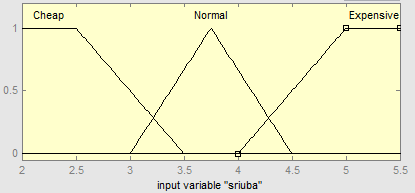 Cheap Normal Expensive
1
0.5
0
2 2.5 3 3.5 4 4.5 5 5.5
input variable "sriuba"